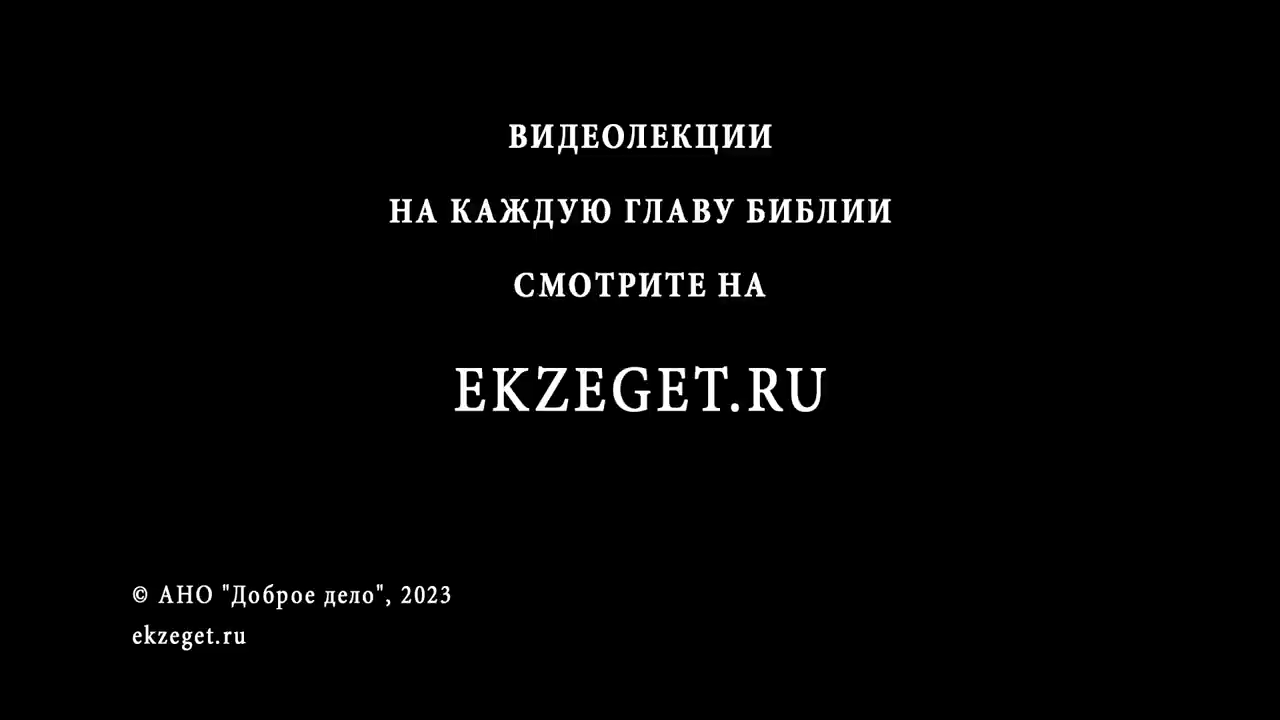 ВИДЕОЛЕКЦИИ
НА КАЖДУЮ ГЛАВУ БИБЛИИ
СМОТРИТЕ НА
EKZEGET.RU
© АНО "Доброе дело", 2023
ekzeget.ru